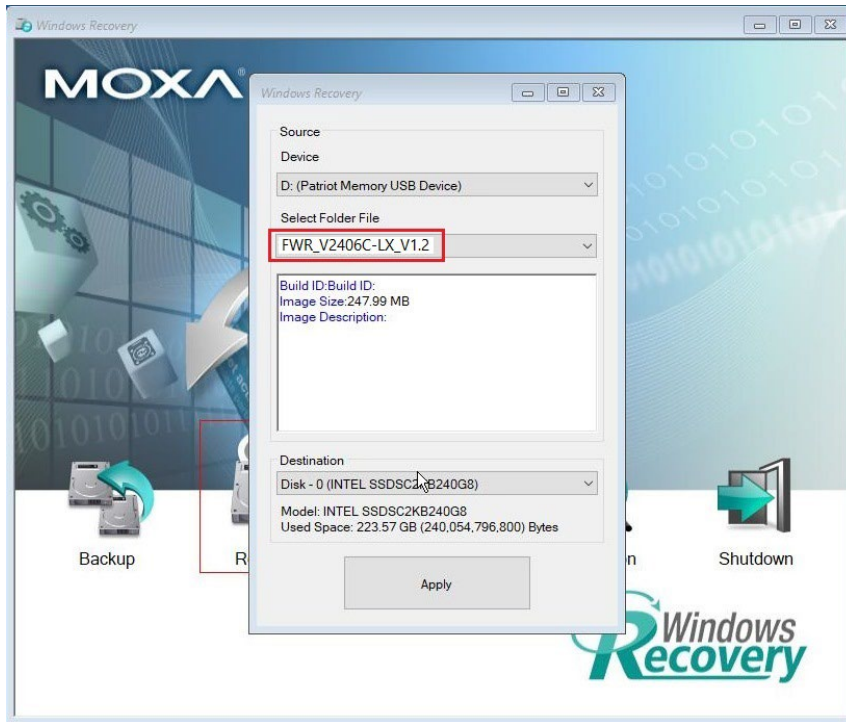 Windows Recovery
MOXA®
Windows Recovery
Source
Device
D: (Patriot Memory USB Device)
Select Folder File
FWR_V2406C-LX_V1.2
Build ID:Build ID:
Image Size:247.99 MB
Image Description:
Destination
Disk - 0 (INTEL SSDSC2KB240G8)
Model: INTEL SSDSC2KB240G8
Used Space: 223.57 GB (240,054,796,800) Bytes
Apply
Backup
Shutdown
Windows
Recovery